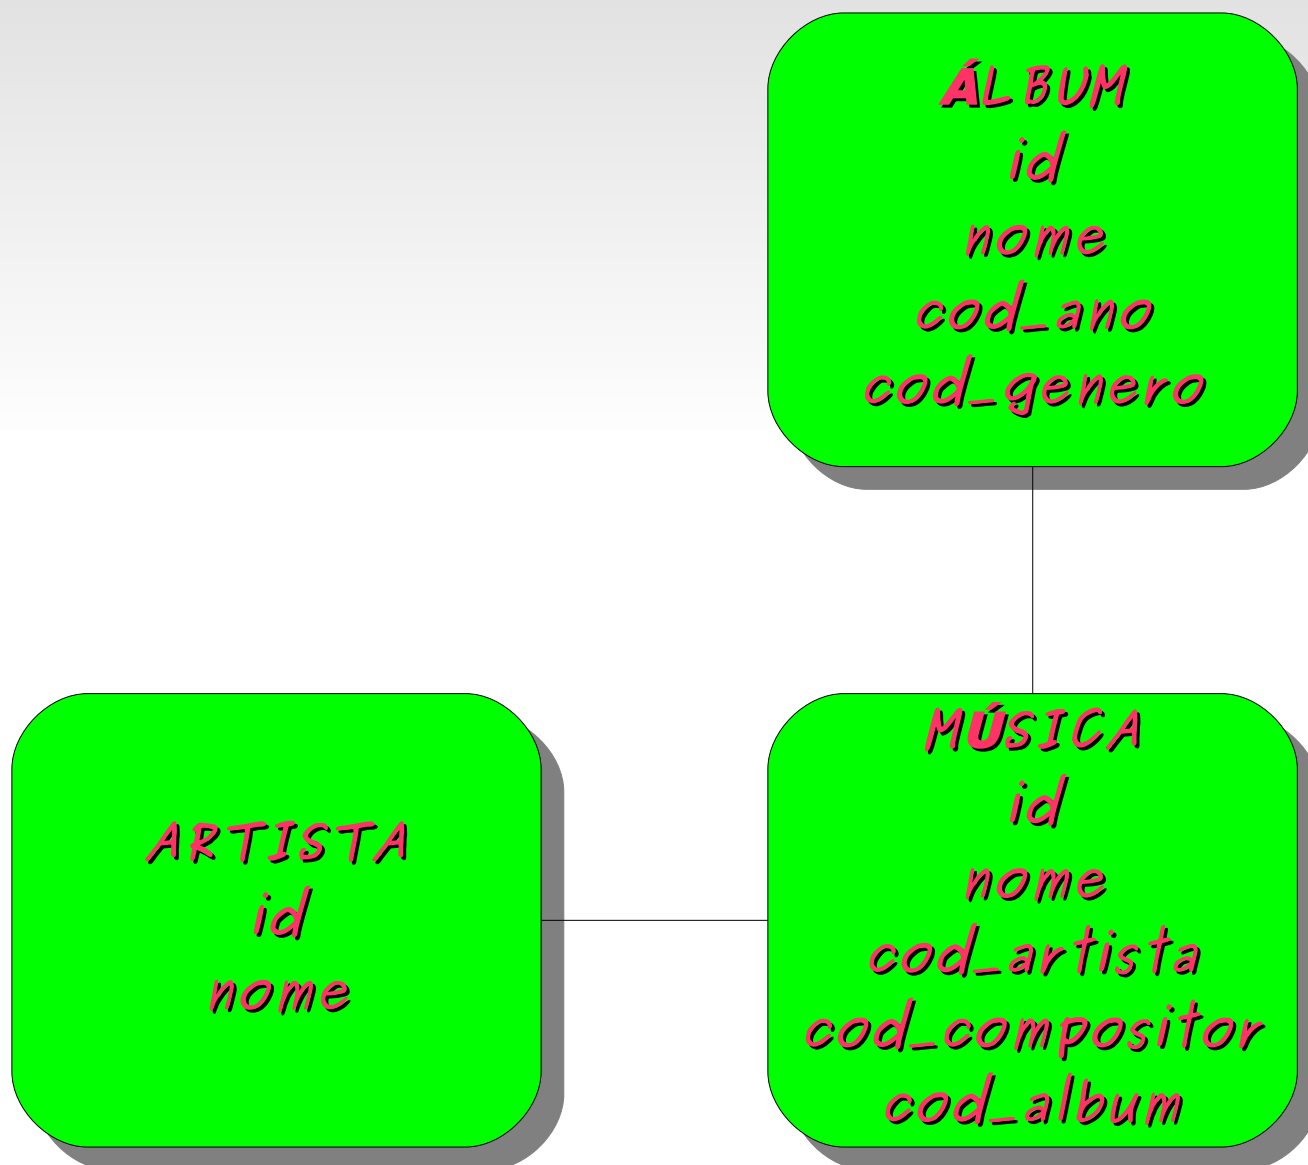 ÁLBUM
id
nome
cod_ano
cod_genero
ARTISTA
id
nome
MÚSICA
id
nome
cod_artista
cod_compositor
cod_album